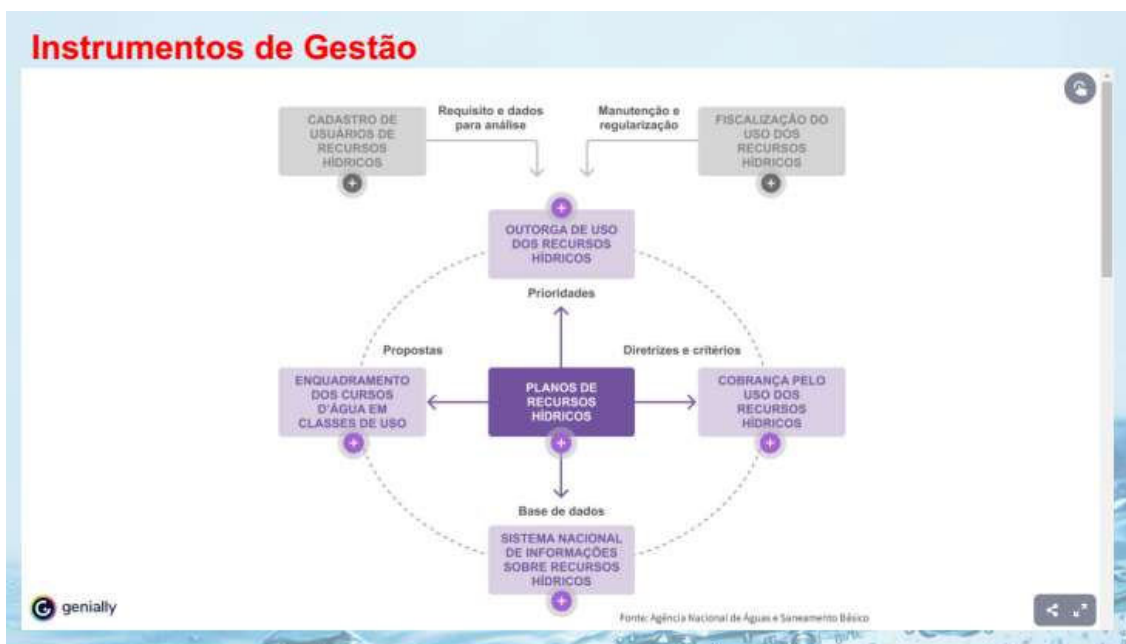 Instrumentos de Gestão
CADASTRO DE
USUÁRIOS DE
RECURSOS
HÍDRICOS
Requisito e dados
para análise
Manutenção e
regularização
FISCALIZAÇÃO DO
USO DOS
RECURSOS
HÍDRICOS
OUTORGA DE USO
DOS RECURSOS
HÍDRICOS
Prioridades
Propostas
Diretrizes e critérios
ENQUADRAMENTO
DOS CURSOS
D'ÁGUA EM
CLASSES DE USO
PLANOS DE
RECURSOS
HÍDRICOS
COBRANÇA PELO
USO DOS
RECURSOS
HÍDRICOS
Base de dados
SISTEMA NACIONAL
DE INFORMAÇÕES
SOBRE RECURSOS
HÍDRICOS
genially
Fonte: Agência Nacional de Águas e Saneamento Básico